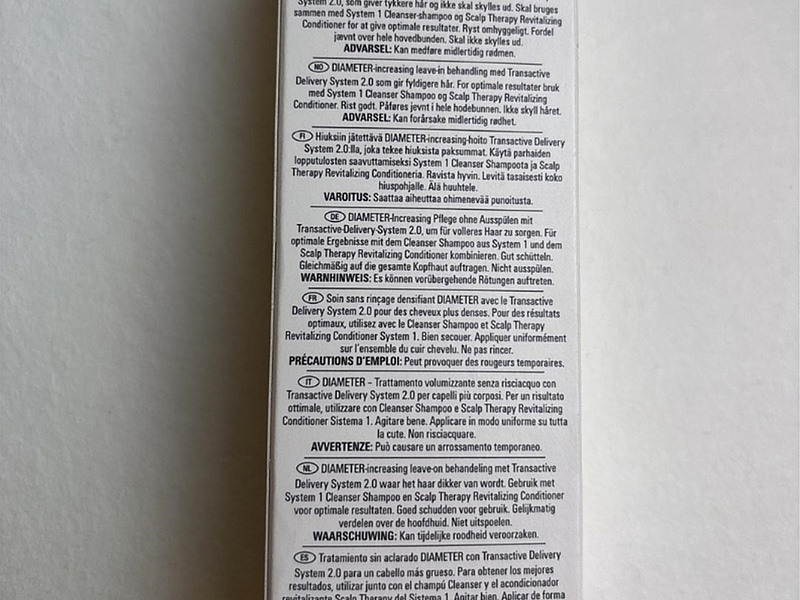 System 2.0, som giver tykkere hår og ikke skal skylles ud. Skal bruges
sammen med System 1 Cleanser-shampoo og Scalp Therapy Revitalizing
Conditioner for at give optimale resultater. Ryst omhyggeligt. Fordel
jævnt over hele hovedbunden. Skal ikke skylles ud.
ADVARSEL: Kan medføre midlertidig rødmen.
NO DIAMETER-increasing leave-in behandling med Transactive
Delivery System 2.0 som gir fyldigere hår. For optimale resultater bruk
med System 1 Cleanser Shampoo og Scalp Therapy Revitalizing
Conditioner. Rist godt. Påføres jevnt i hele hodebunnen. Ikke skyll håret.
ADVARSEL: Kan forårsake midlertidig rødhet.
FI Hiuksiin jätettävä DIAMETER-increasing-hoito Transactive Delivery
System 2.0:lla, joka tekee hiuksista paksummat. Käytä parhaiden
lopputulosten saavuttamiseksi System 1 Cleanser Shampoota ja Scalp
Therapy Revitalizing Conditioneria. Ravista hyvin. Levitä tasaisesti koko
hiuspohjalle. Älä huuhtele.
VAROITUS: Saattaa aiheuttaa ohimenevää punoitusta.
DE DIAMETER-Increasing Pflege ohne Ausspülen mit
Transactive-Delivery-System 2.0, um für volleres Haar zu sorgen. Für
optimale Ergebnisse mit dem Cleanser Shampoo aus System 1 und dem
Scalp Therapy Revitalizing Conditioner kombinieren. Gut schütteln.
Gleichmäßig auf die gesamte Kopfhaut auftragen. Nicht ausspülen.
WARNHINWEIS: Es können vorübergehende Rötungen auftreten.
FR Soin sans rinçage densifiant DIAMETER avec le Transactive
Delivery System 2.0 pour des cheveux plus denses. Pour des résultats
optimaux, utilisez avec le Cleanser Shampoo et Scalp Therapy
Revitalizing Conditioner System 1. Bien secouer. Appliquer uniformément
sur l'ensemble du cuir chevelu. Ne pas rincer.
PRÉCAUTIONS D'EMPLOI: Peut provoquer des rougeurs temporaires.
IT DIAMETER – Trattamento volumizzante senza risciacquo con
Transactive Delivery System 2.0 per capelli più corposi. Per un risultato
ottimale, utilizzare con Cleanser Shampoo e Scalp Therapy Revitalizing
Conditioner Sistema 1. Agitare bene. Applicare in modo uniforme su tutta
la cute. Non risciacquare.
AVVERTENZE: Può causare un arrossamento temporaneo.
NL DIAMETER-increasing leave-on behandeling met Transactive
Delivery System 2.0 waar het haar dikker van wordt. Gebruik met
System 1 Cleanser Shampoo en Scalp Therapy Revitalizing Conditioner
voor optimale resultaten. Goed schudden voor gebruik. Gelijkmatig
verdelen over de hoofdhuid. Niet uitspoelen.
WAARSCHUWING: Kan tijdelijke roodheid veroorzaken.
ES Tratamiento sin aclarado DIAMETER con Transactive Delivery
System 2.0 para un cabello más grueso. Para obtener los mejores
resultados, utilizar junto con el champú Cleanser y el acondicionador
revitalizante Scalp Therapy del Sistema 1. Agitar bien. Aplicar de forma